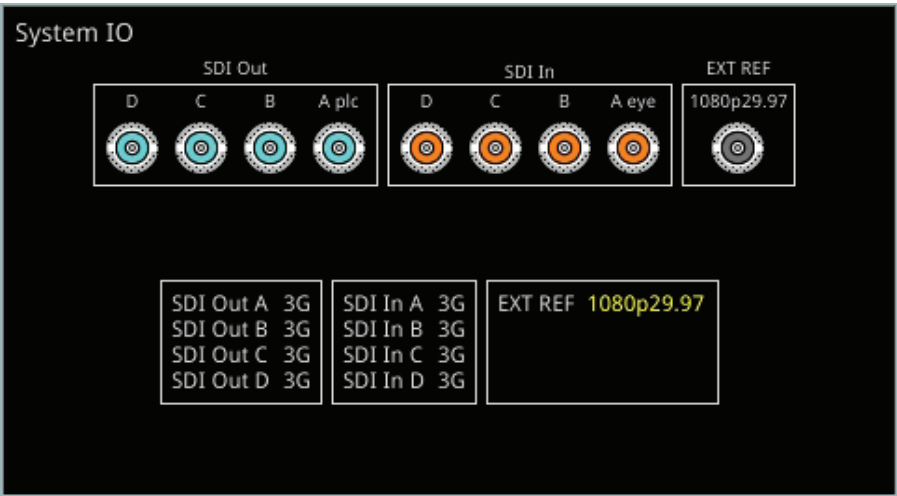 System IO
SDI Out
D C B A plc
SDI In
D C B A eye
EXT REF
1080p29.97
SDI Out A 3G
SDI Out B 3G
SDI Out C 3G
SDI Out D 3G
SDI In A 3G
SDI In B 3G
SDI In C 3G
SDI In D 3G
EXT REF 1080p29.97